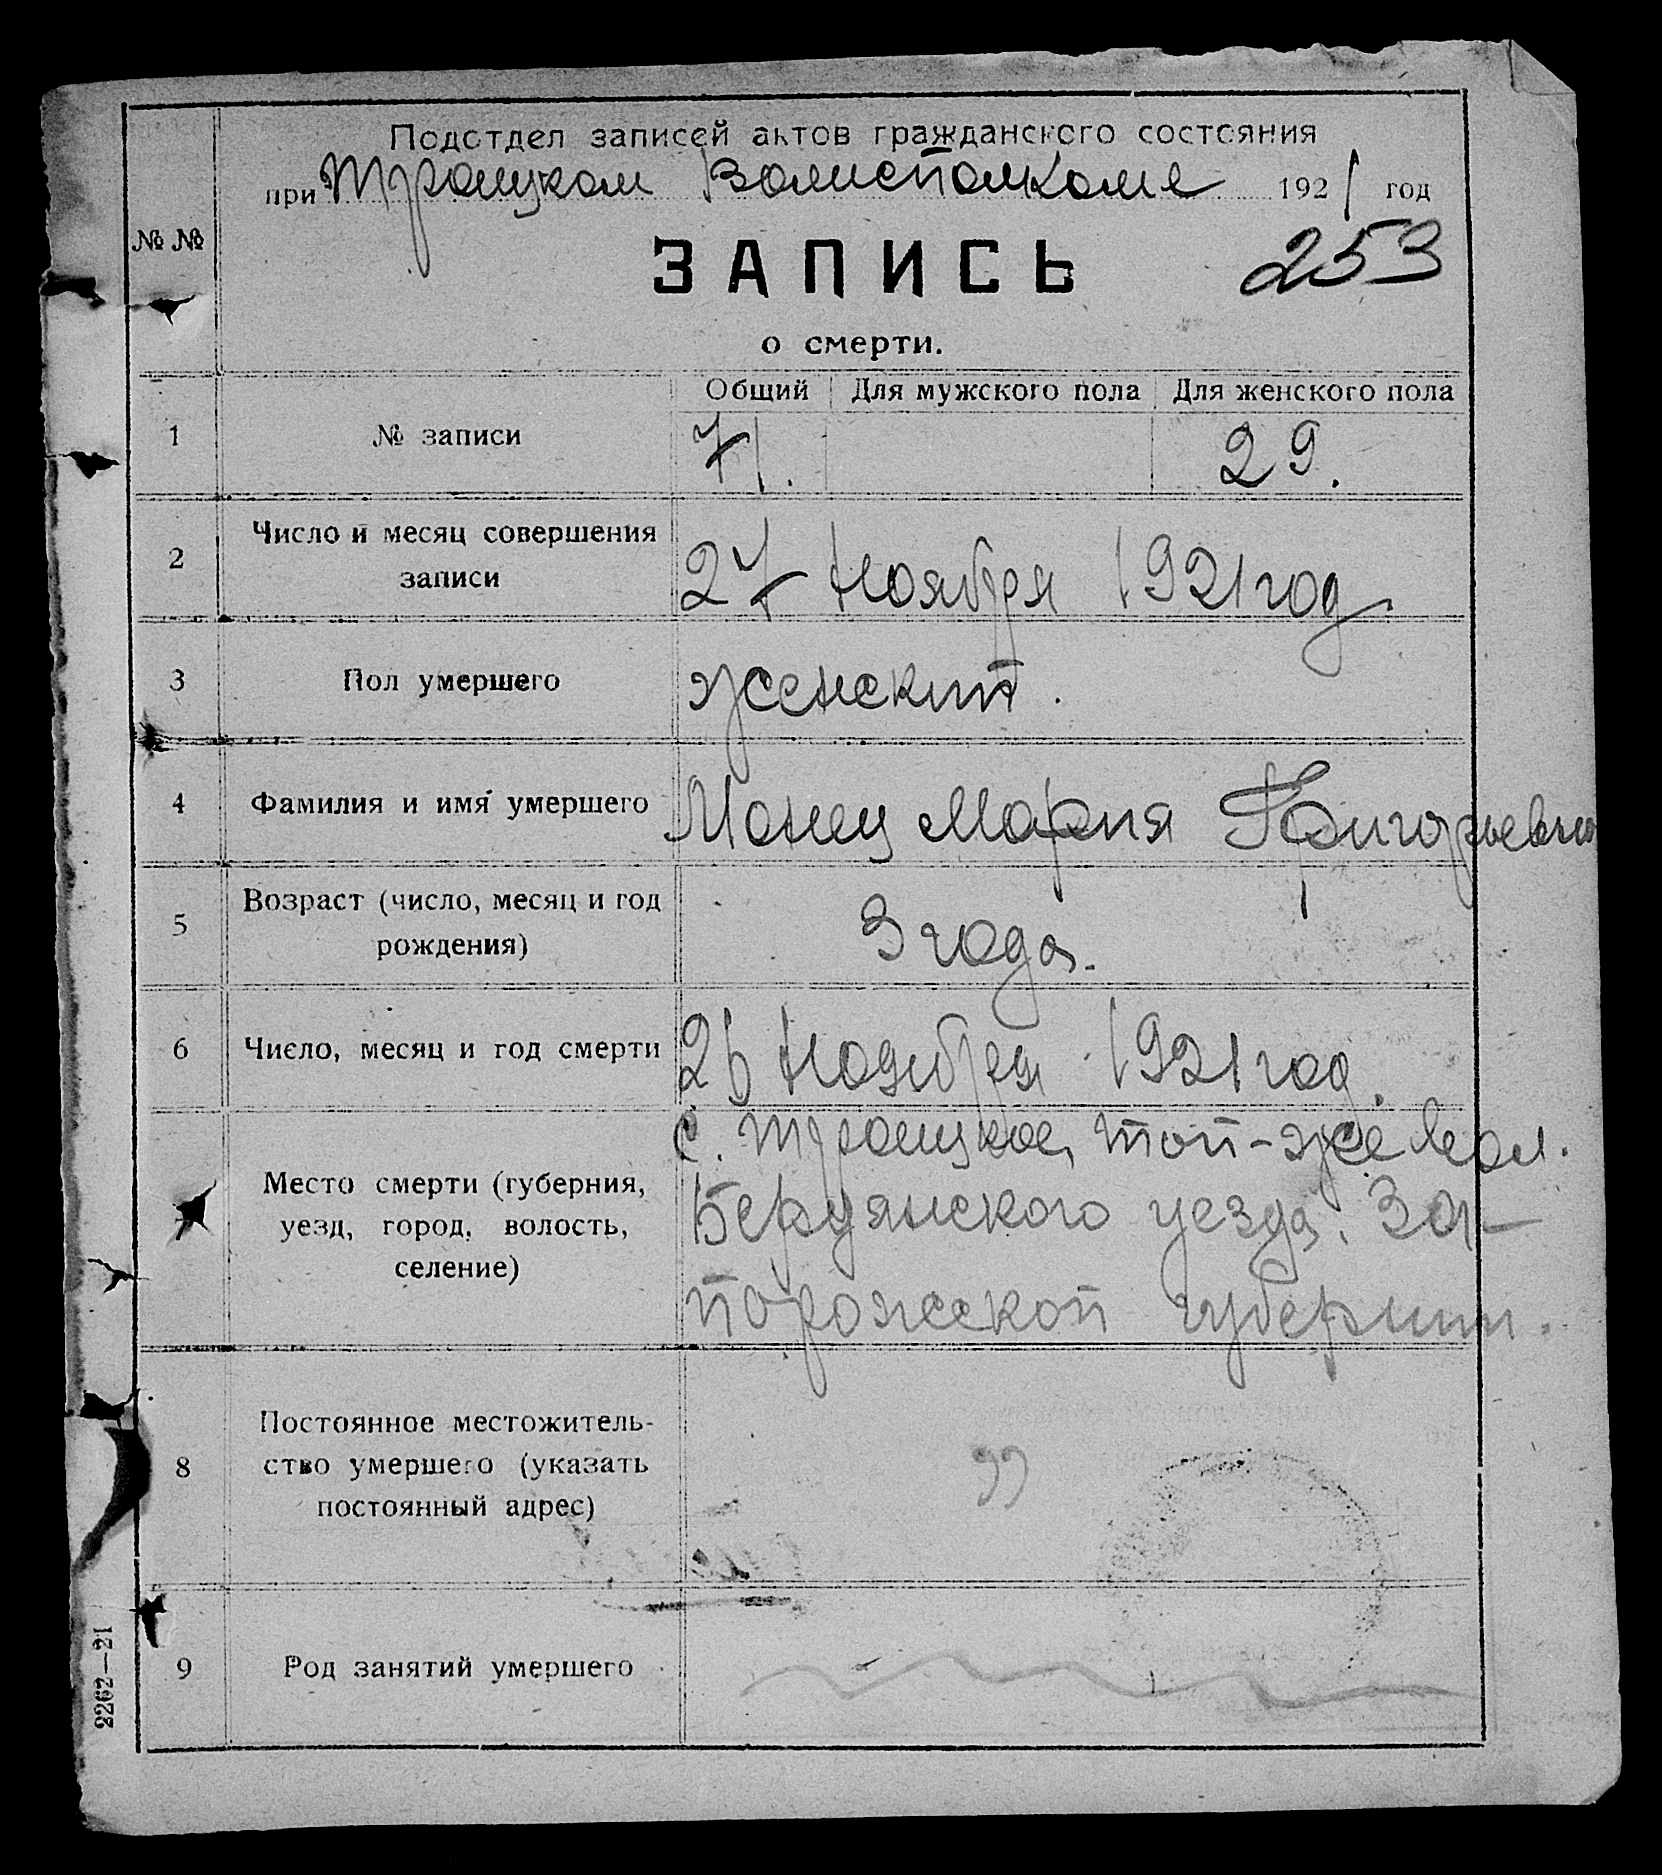 Подотдел записей актов гражданского состояния
при Троицком Волисполкоме 1921 год
№ №
253
ЗАПИСЬ
о смерти.
Общий Для мужского пола Для женского пола
1 № записи 71. 29.
2 Число и месяц совершения записи 27 Ноября 1921 год
3 Пол умершего женский.
4 Фамилия и имя умершего Монец Мария Григорьевна
5 Возраст (число, месяц и год рождения) 3 года.
6 Число, месяц и год смерти 26 Ноября 1921 год.
7 Место смерти (губерния, уезд, город, волость, селение) с. Троицкое, той-же вол.
Бердянского уезда, За-
порожской губернии.
8 Постоянное местожитель-
ство умершего (указать
постоянный адрес) "
9 Род занятий умершего
2262—21